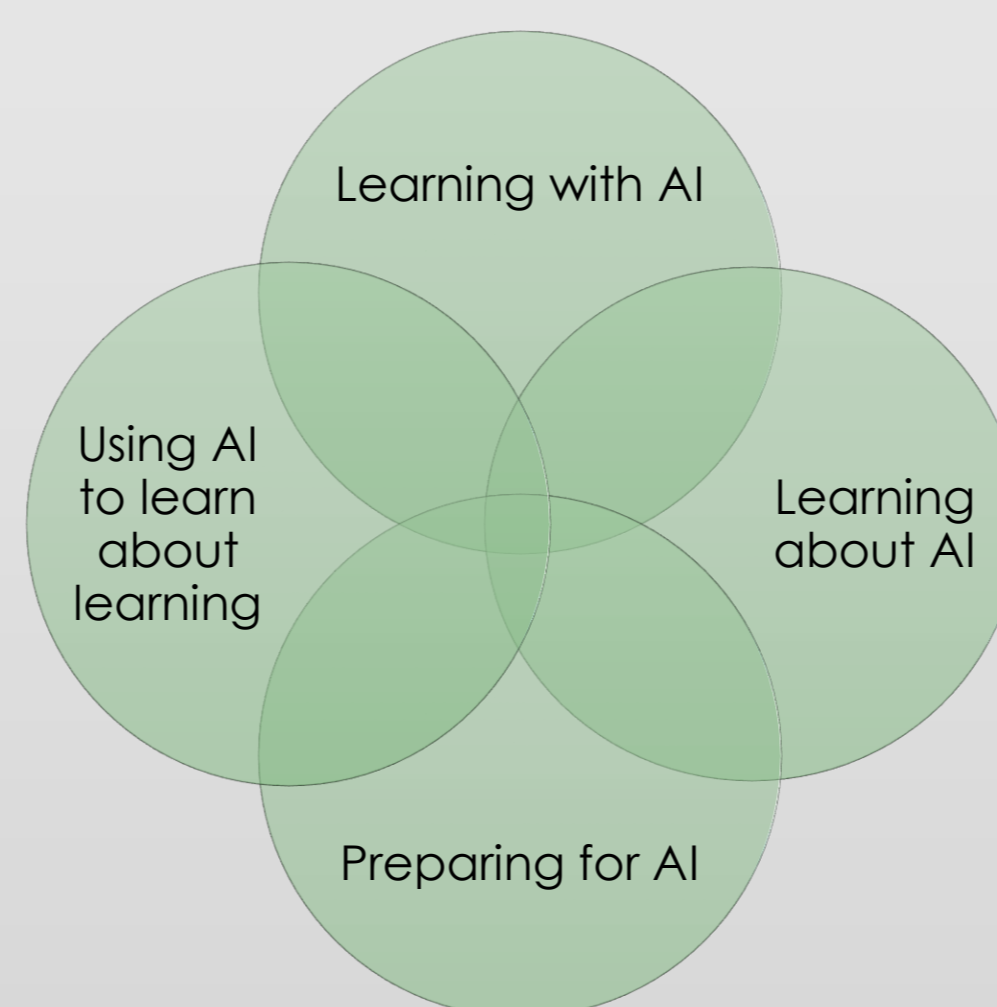 Learning with AI
Using AI
to learn
about
learning
Learning
about AI
Preparing for AI